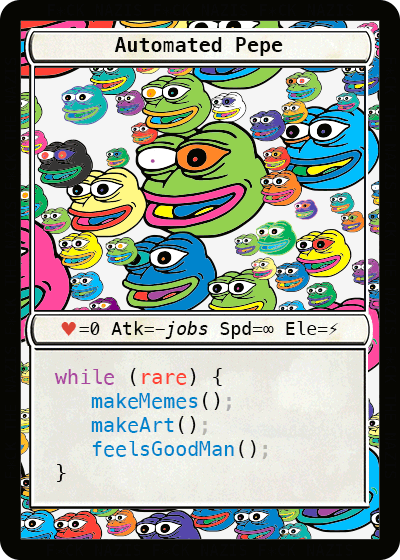 Automated Pepe
♥=0 Atk=-jobs Spd=∞ Ele=⚡
while (rare) {
makeMemes();
makeArt();
feelsGoodMan();
}